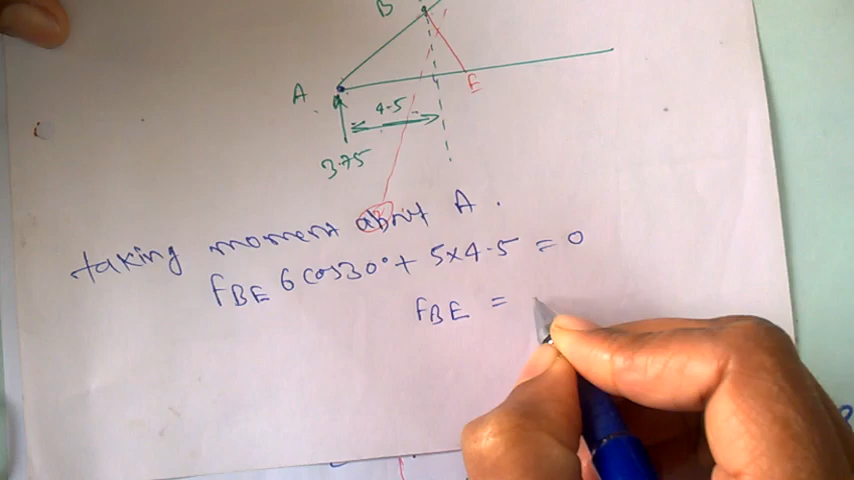 B
A
E
4.5
3.75
taking moment about A.
FBE 6 cos30° + 5x4.5 = 0
FBE =